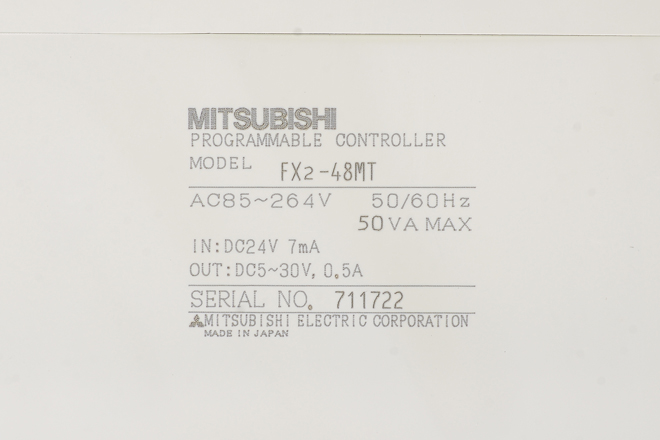 MITSUBISHI
PROGRAMMABLE CONTROLLER
MODEL FX2-48MT
AC85~264V 50/60Hz
50VA MAX
IN:DC24V 7mA
OUT:DC5~30V, 0.5A
SERIAL NO. 711722
MITSUBISHI ELECTRIC CORPORATION
MADE IN JAPAN